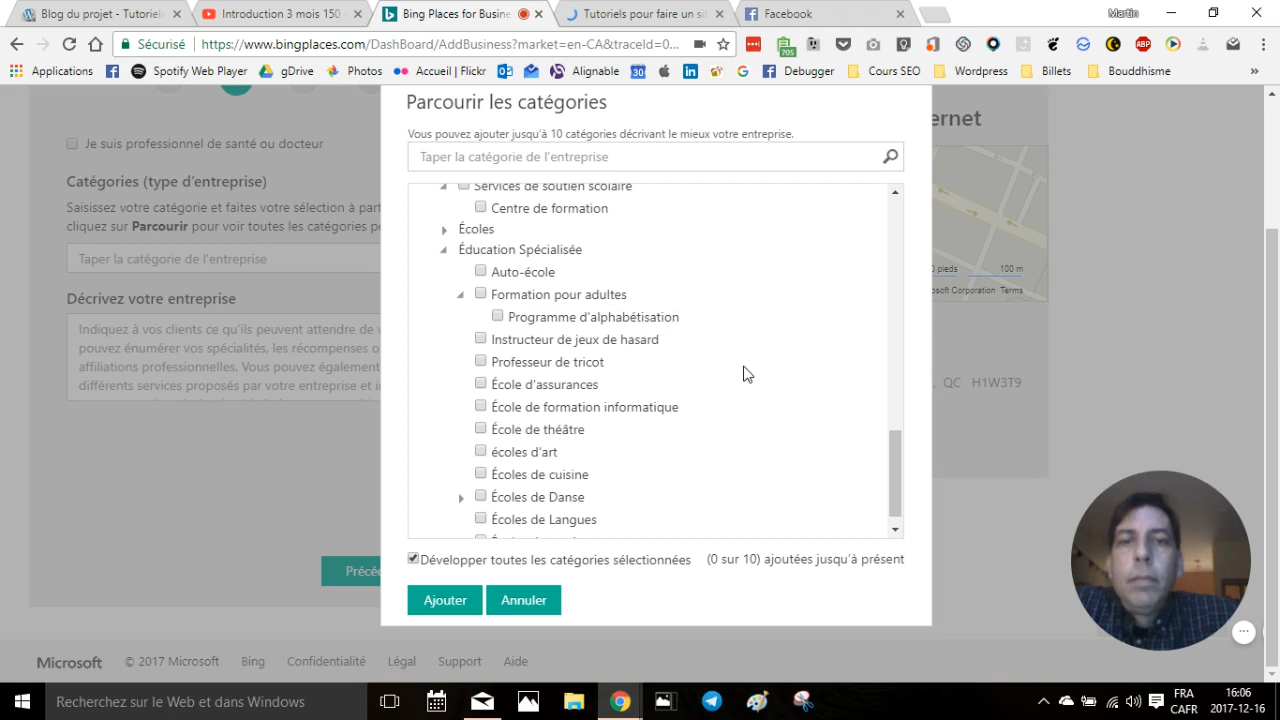 Blog du projet - Tutoriels
Introduction 3 mois 150
Bing Places for Busine
Tutoriels pour faire un si
Facebook
Martin
Sécurisé
https://www.bingplaces.com/DashBoard/AddBusiness?market=en-CA&traceId=0...
705
ABP
Applications
Spotify Web Player
gDrive
Photos
Accueil | Flickr
Alignable
30
Debugger
Cours SEO
Wordpress
Billets
Bouddhisme
»
Je suis professionnel de santé ou docteur
Catégories (type d'entreprise)
Saisissez votre catégorie et faites votre sélection à part
cliquez sur Parcourir pour voir toutes les catégories p
Taper la catégorie de l'entreprise
Décrivez votre entreprise
Indiquez à vos clients ce qu'ils peuvent attendre de v
pouvez énumérer vos spécialités, les récompenses o
affiliations professionnelles. Vous pouvez également
différents services proposés par votre entreprise et i
Précéd
Parcourir les catégories
Vous pouvez ajouter jusqu'à 10 catégories décrivant le mieux votre entreprise.
Taper la catégorie de l'entreprise
Services de soutien scolaire
Centre de formation
Écoles
Éducation Spécialisée
Auto-école
Formation pour adultes
Programme d'alphabétisation
Instructeur de jeux de hasard
Professeur de tricot
École d'assurances
École de formation informatique
École de théâtre
écoles d'art
Écoles de cuisine
Écoles de Danse
Écoles de Langues
Développer toutes les catégories sélectionnées
(0 sur 10) ajoutées jusqu'à présent
Ajouter
Annuler
ernet
pieds
100 m
osoft Corporation
Terms
QC H1W3T9
Microsoft
© 2017 Microsoft
Bing
Confidentialité
Légal
Support
Aide
Recherchez sur le Web et dans Windows
FRA
CAFR
16:06
2017-12-16